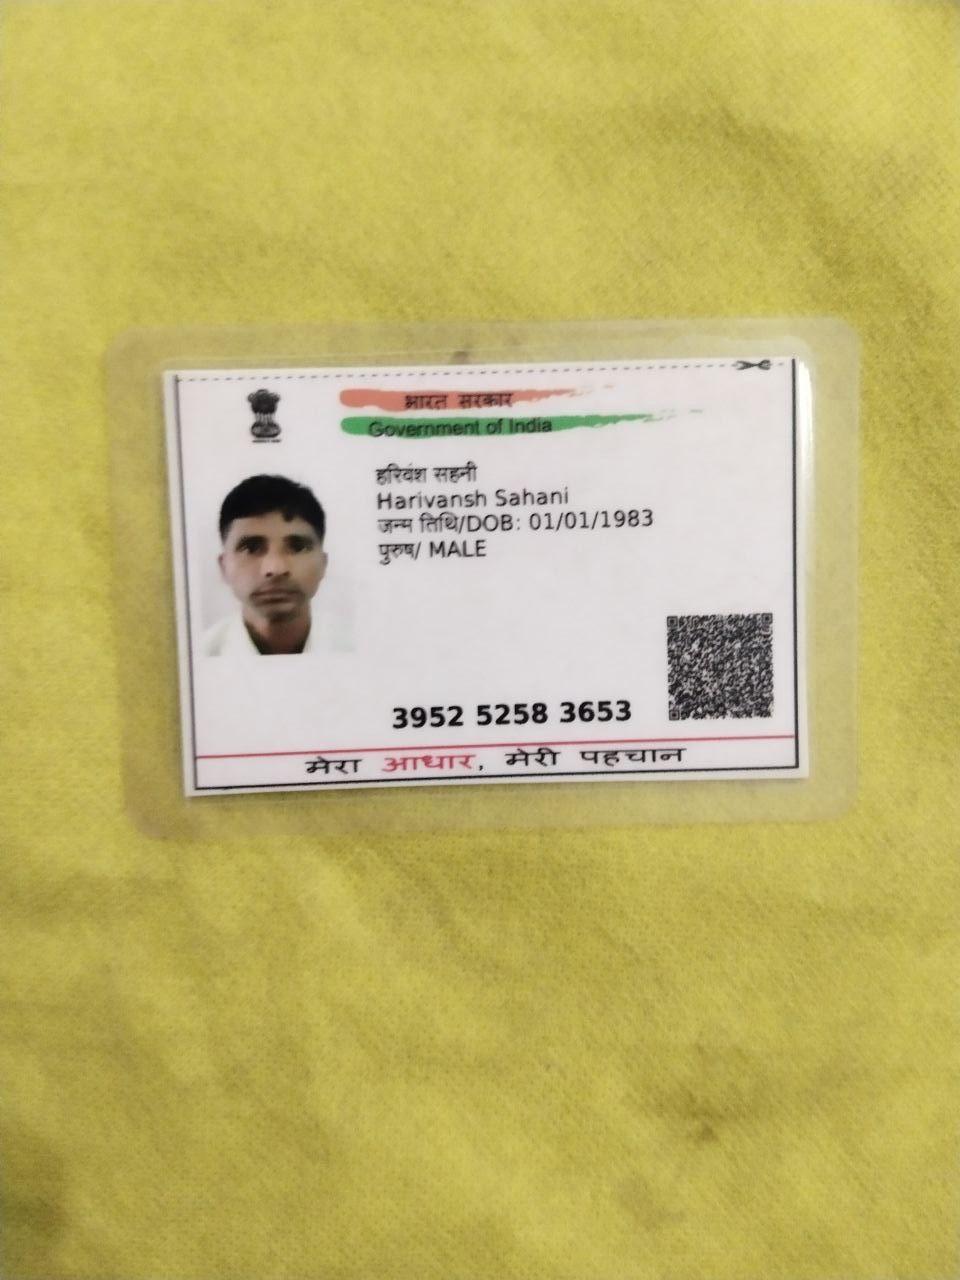 भारत सरकार
Government of India
हरिवंश सहनी
Harivansh Sahani
जन्म तिथि/DOB: 01/01/1983
पुरुष/ MALE
3952 5258 3653
मेरा आधार, मेरी पहचान